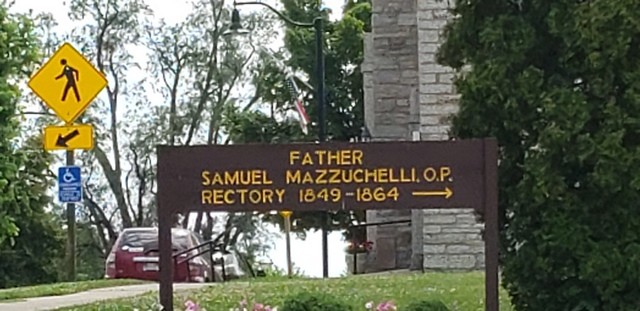 FATHER
SAMUEL MAZZUCHELLI, O.P.
RECTORY 1849-1864 →